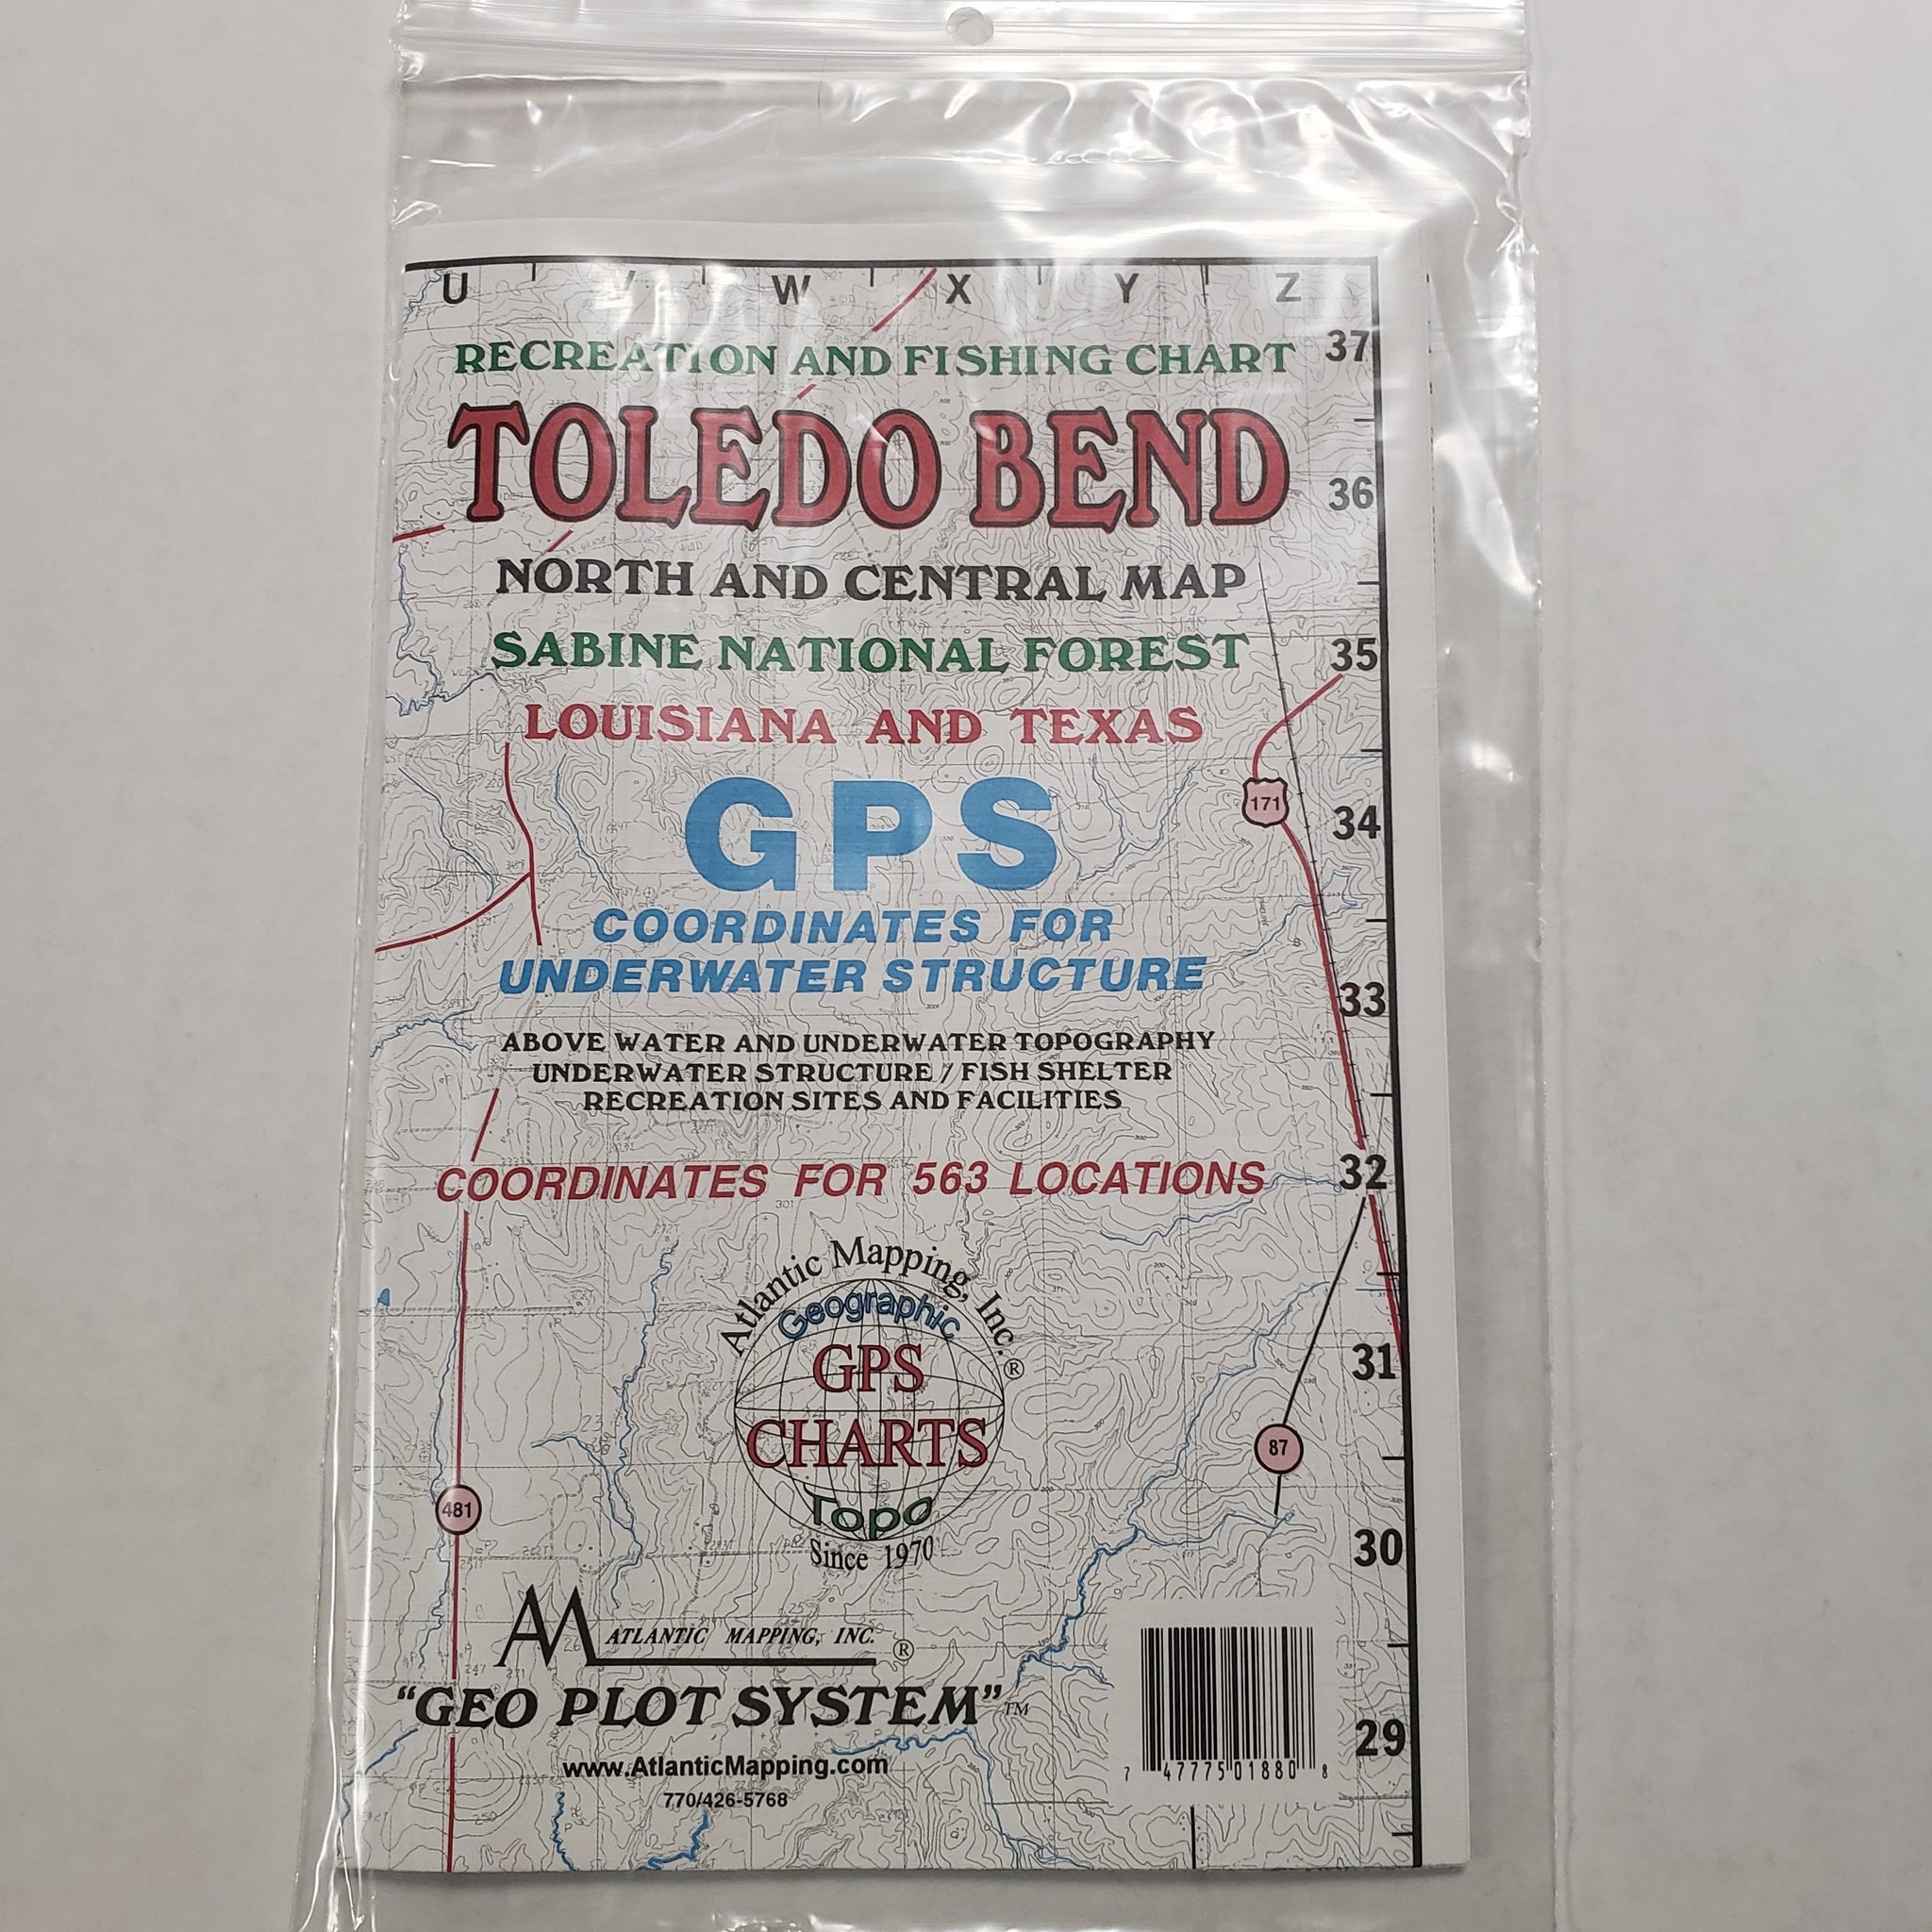 U W X Y Z
RECREATION AND FISHING CHART
37
TOLEDO BEND
36
NORTH AND CENTRAL MAP
SABINE NATIONAL FOREST
35
LOUISIANA AND TEXAS
GPS
171
34
COORDINATES FOR
UNDERWATER STRUCTURE
33
ABOVE WATER AND UNDERWATER TOPOGRAPHY
UNDERWATER STRUCTURE / FISH SHELTER
RECREATION SITES AND FACILITIES
COORDINATES FOR 563 LOCATIONS
32
Atlantic Mapping, Inc.®
Geographic
GPS
31
CHARTS
87
Topo
481
Since 1970
30
AM ATLANTIC MAPPING, INC. ®
"GEO PLOT SYSTEM"™
29
www.AtlanticMapping.com
7 47775 01880 8
770/426-5768